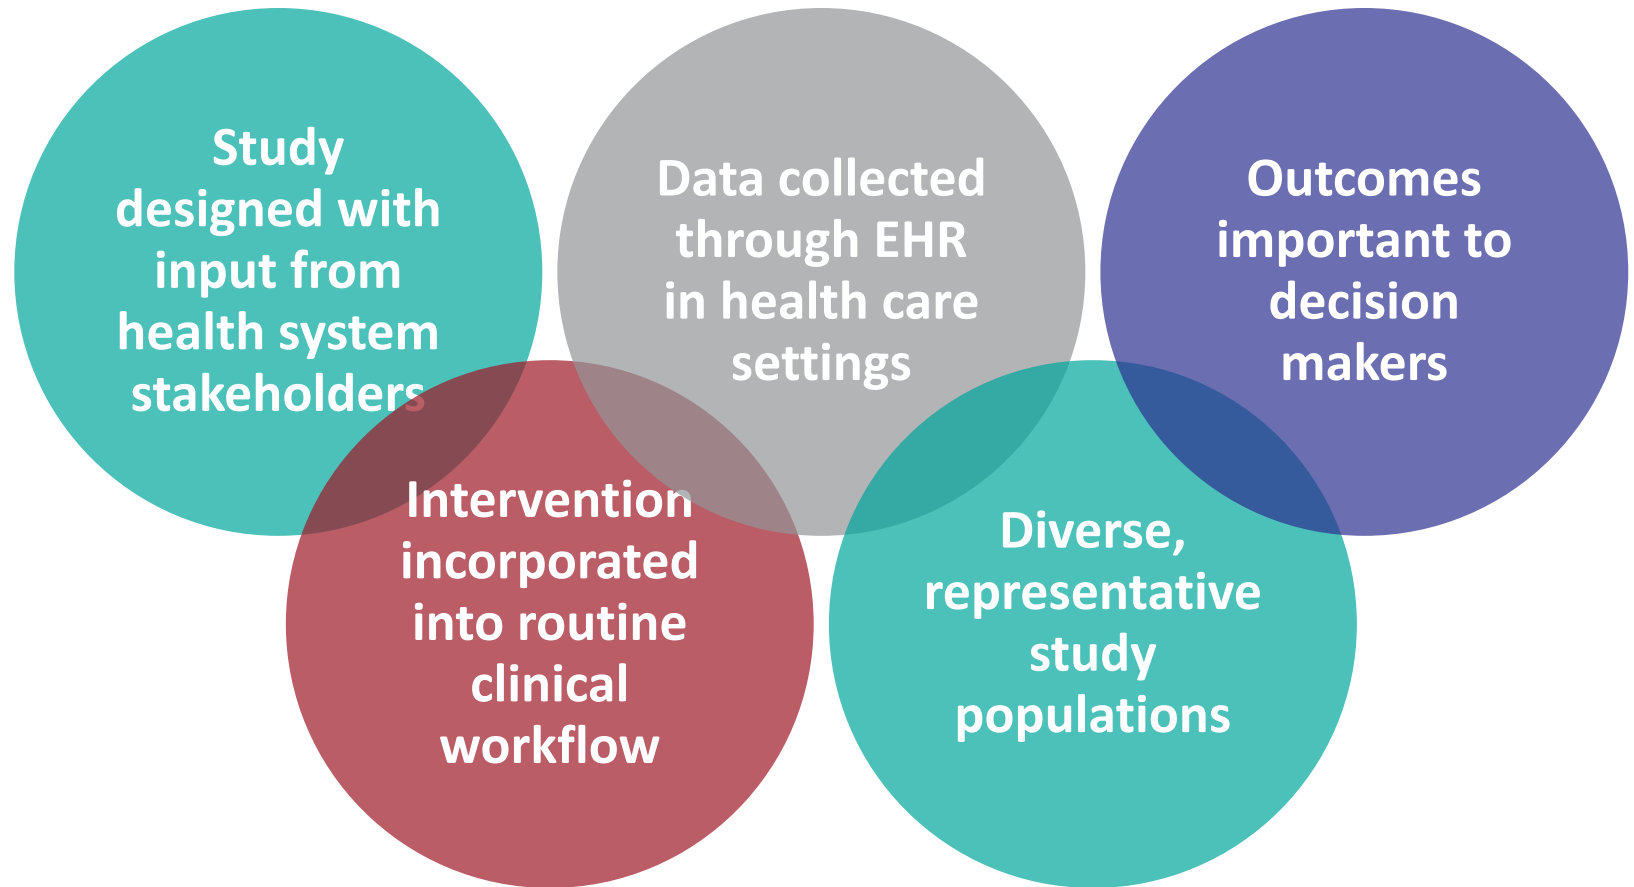 Study
designed with
input from
health system
stakeholders
Intervention
incorporated
into routine
clinical
workflow
Data collected
through EHR
in health care
settings
Diverse,
representative
study
populations
Outcomes
important to
decision
makers